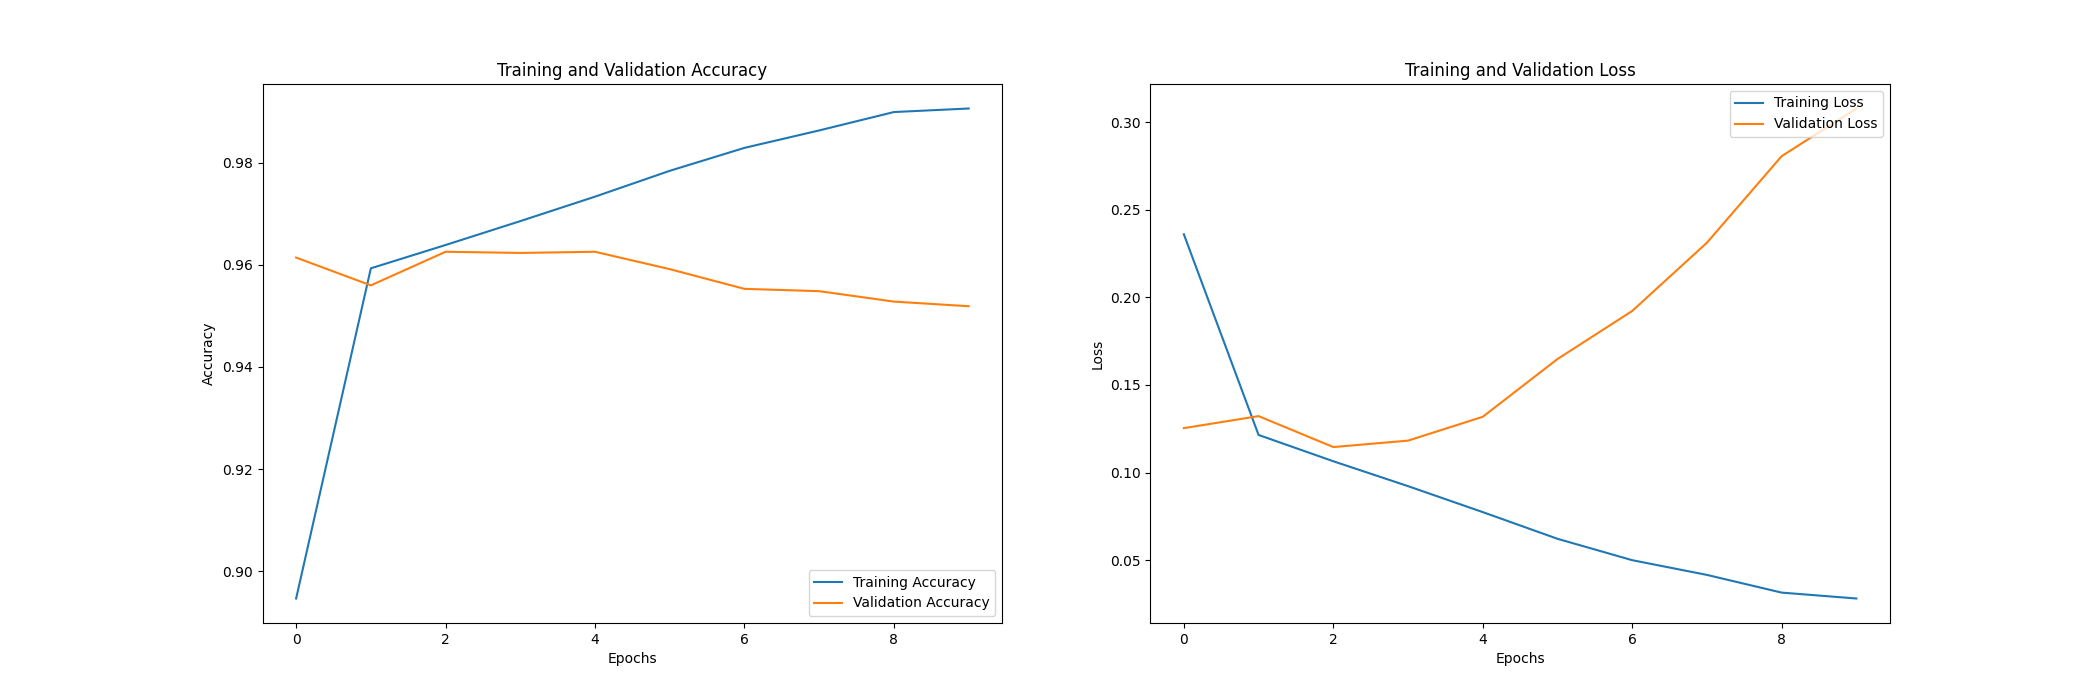 Training and Validation Accuracy
Accuracy
0.98
0.96
0.94
0.92
0.90
0
2
4
6
8
Epochs
Training Accuracy
Validation Accuracy
Training and Validation Loss
Loss
0.30
0.25
0.20
0.15
0.10
0.05
0
2
4
6
8
Epochs
Training Loss
Validation Loss